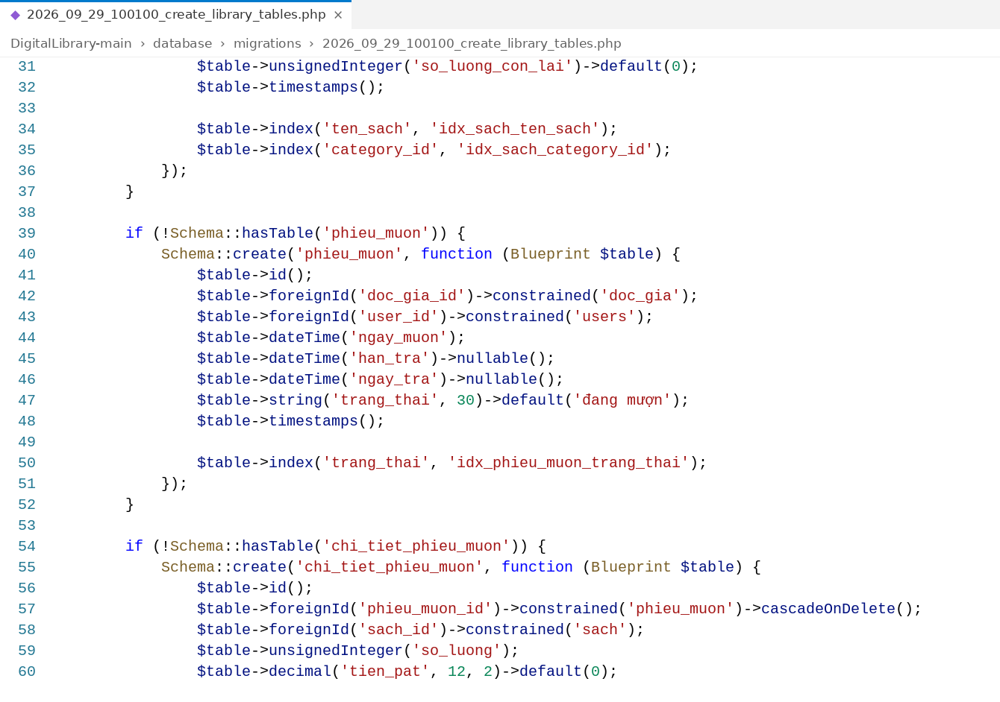 2026_09_29_100100_create_library_tables.php ×
DigitalLibrary-main › database › migrations › 2026_09_29_100100_create_library_tables.php
31                 $table->unsignedInteger('so_luong_con_lai')->default(0);
32                 $table->timestamps();
33
34                 $table->index('ten_sach', 'idx_sach_ten_sach');
35                 $table->index('category_id', 'idx_sach_category_id');
36             });
37         }
38
39         if (!Schema::hasTable('phieu_muon')) {
40             Schema::create('phieu_muon', function (Blueprint $table) {
41                 $table->id();
42                 $table->foreignId('doc_gia_id')->constrained('doc_gia');
43                 $table->foreignId('user_id')->constrained('users');
44                 $table->dateTime('ngay_muon');
45                 $table->dateTime('han_tra')->nullable();
46                 $table->dateTime('ngay_tra')->nullable();
47                 $table->string('trang_thai', 30)->default('đang mượn');
48                 $table->timestamps();
49
50                 $table->index('trang_thai', 'idx_phieu_muon_trang_thai');
51             });
52         }
53
54         if (!Schema::hasTable('chi_tiet_phieu_muon')) {
55             Schema::create('chi_tiet_phieu_muon', function (Blueprint $table) {
56                 $table->id();
57                 $table->foreignId('phieu_muon_id')->constrained('phieu_muon')->cascadeOnDelete();
58                 $table->foreignId('sach_id')->constrained('sach');
59                 $table->unsignedInteger('so_luong');
60                 $table->decimal('tien_pat', 12, 2)->default(0);